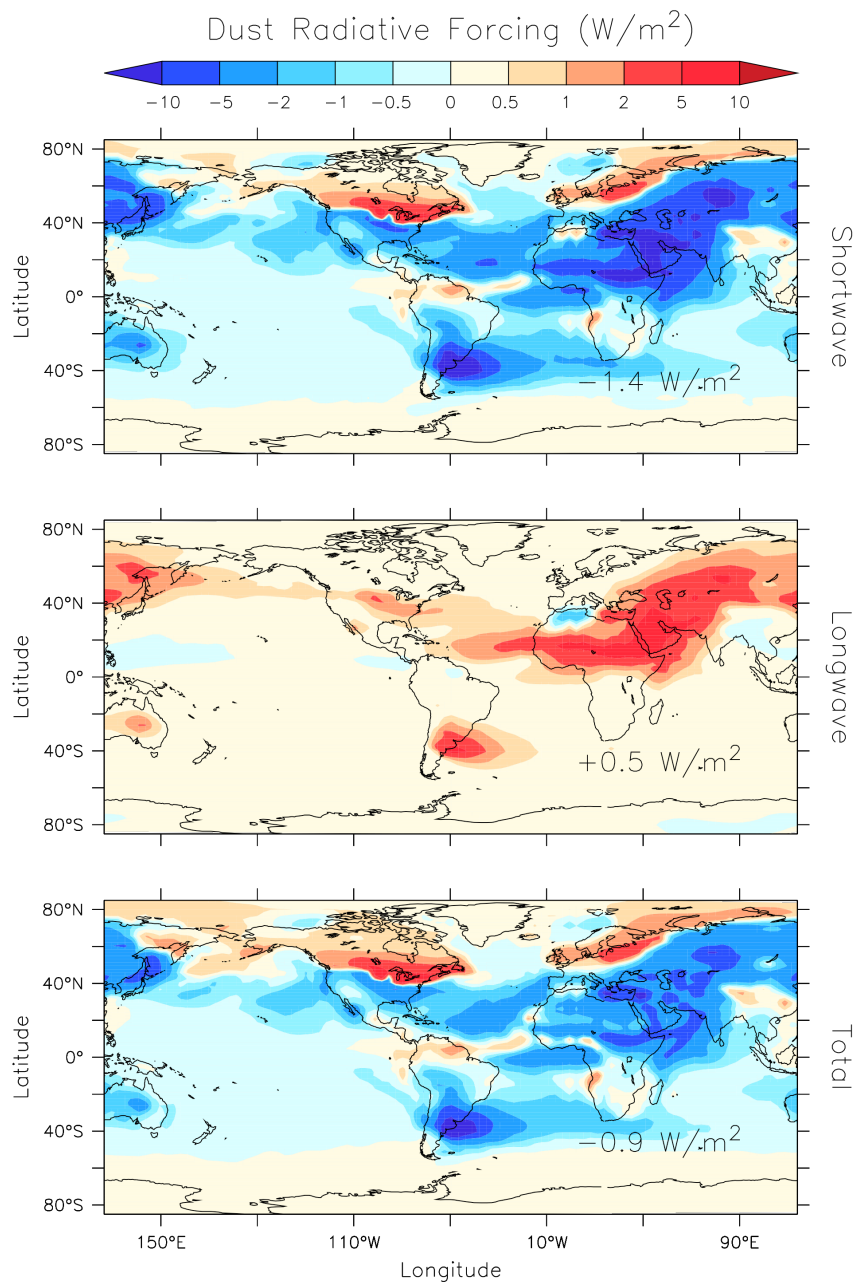 Dust Radiative Forcing (W/m²)
−10 −5 −2 −1 −0.5 0 0.5 1 2 5 10
80°N
40°N
0°
40°S
80°S
Latitude
−1.4 W/m²
Shortwave
80°N
40°N
0°
40°S
80°S
Latitude
+0.5 W/m²
Longwave
80°N
40°N
0°
40°S
80°S
Latitude
−0.9 W/m²
Total
150°E 110°W 10°W 90°E
Longitude